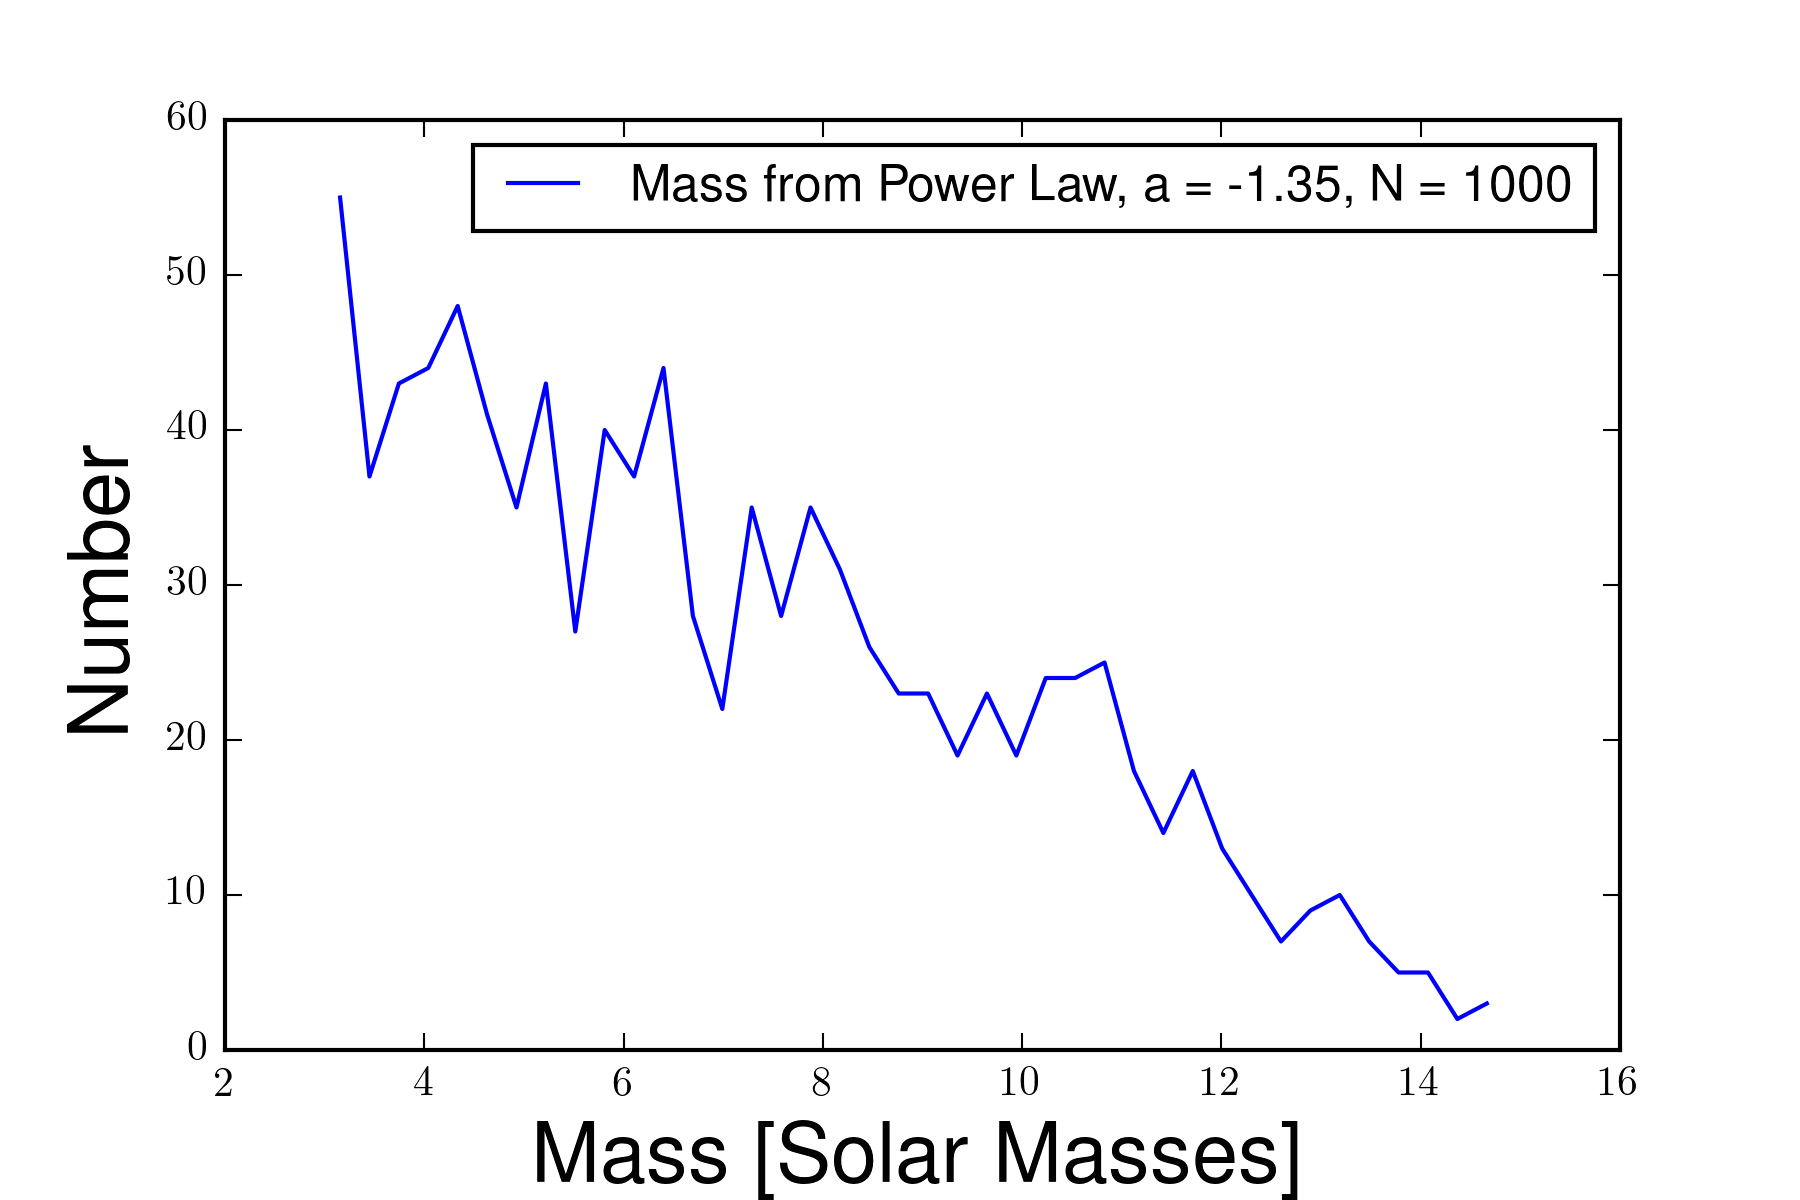 60
Mass from Power Law, a = -1.35, N = 1000
50
40
30
20
10
0
2 4 6 8 10 12 14 16
Number
Mass [Solar Masses]